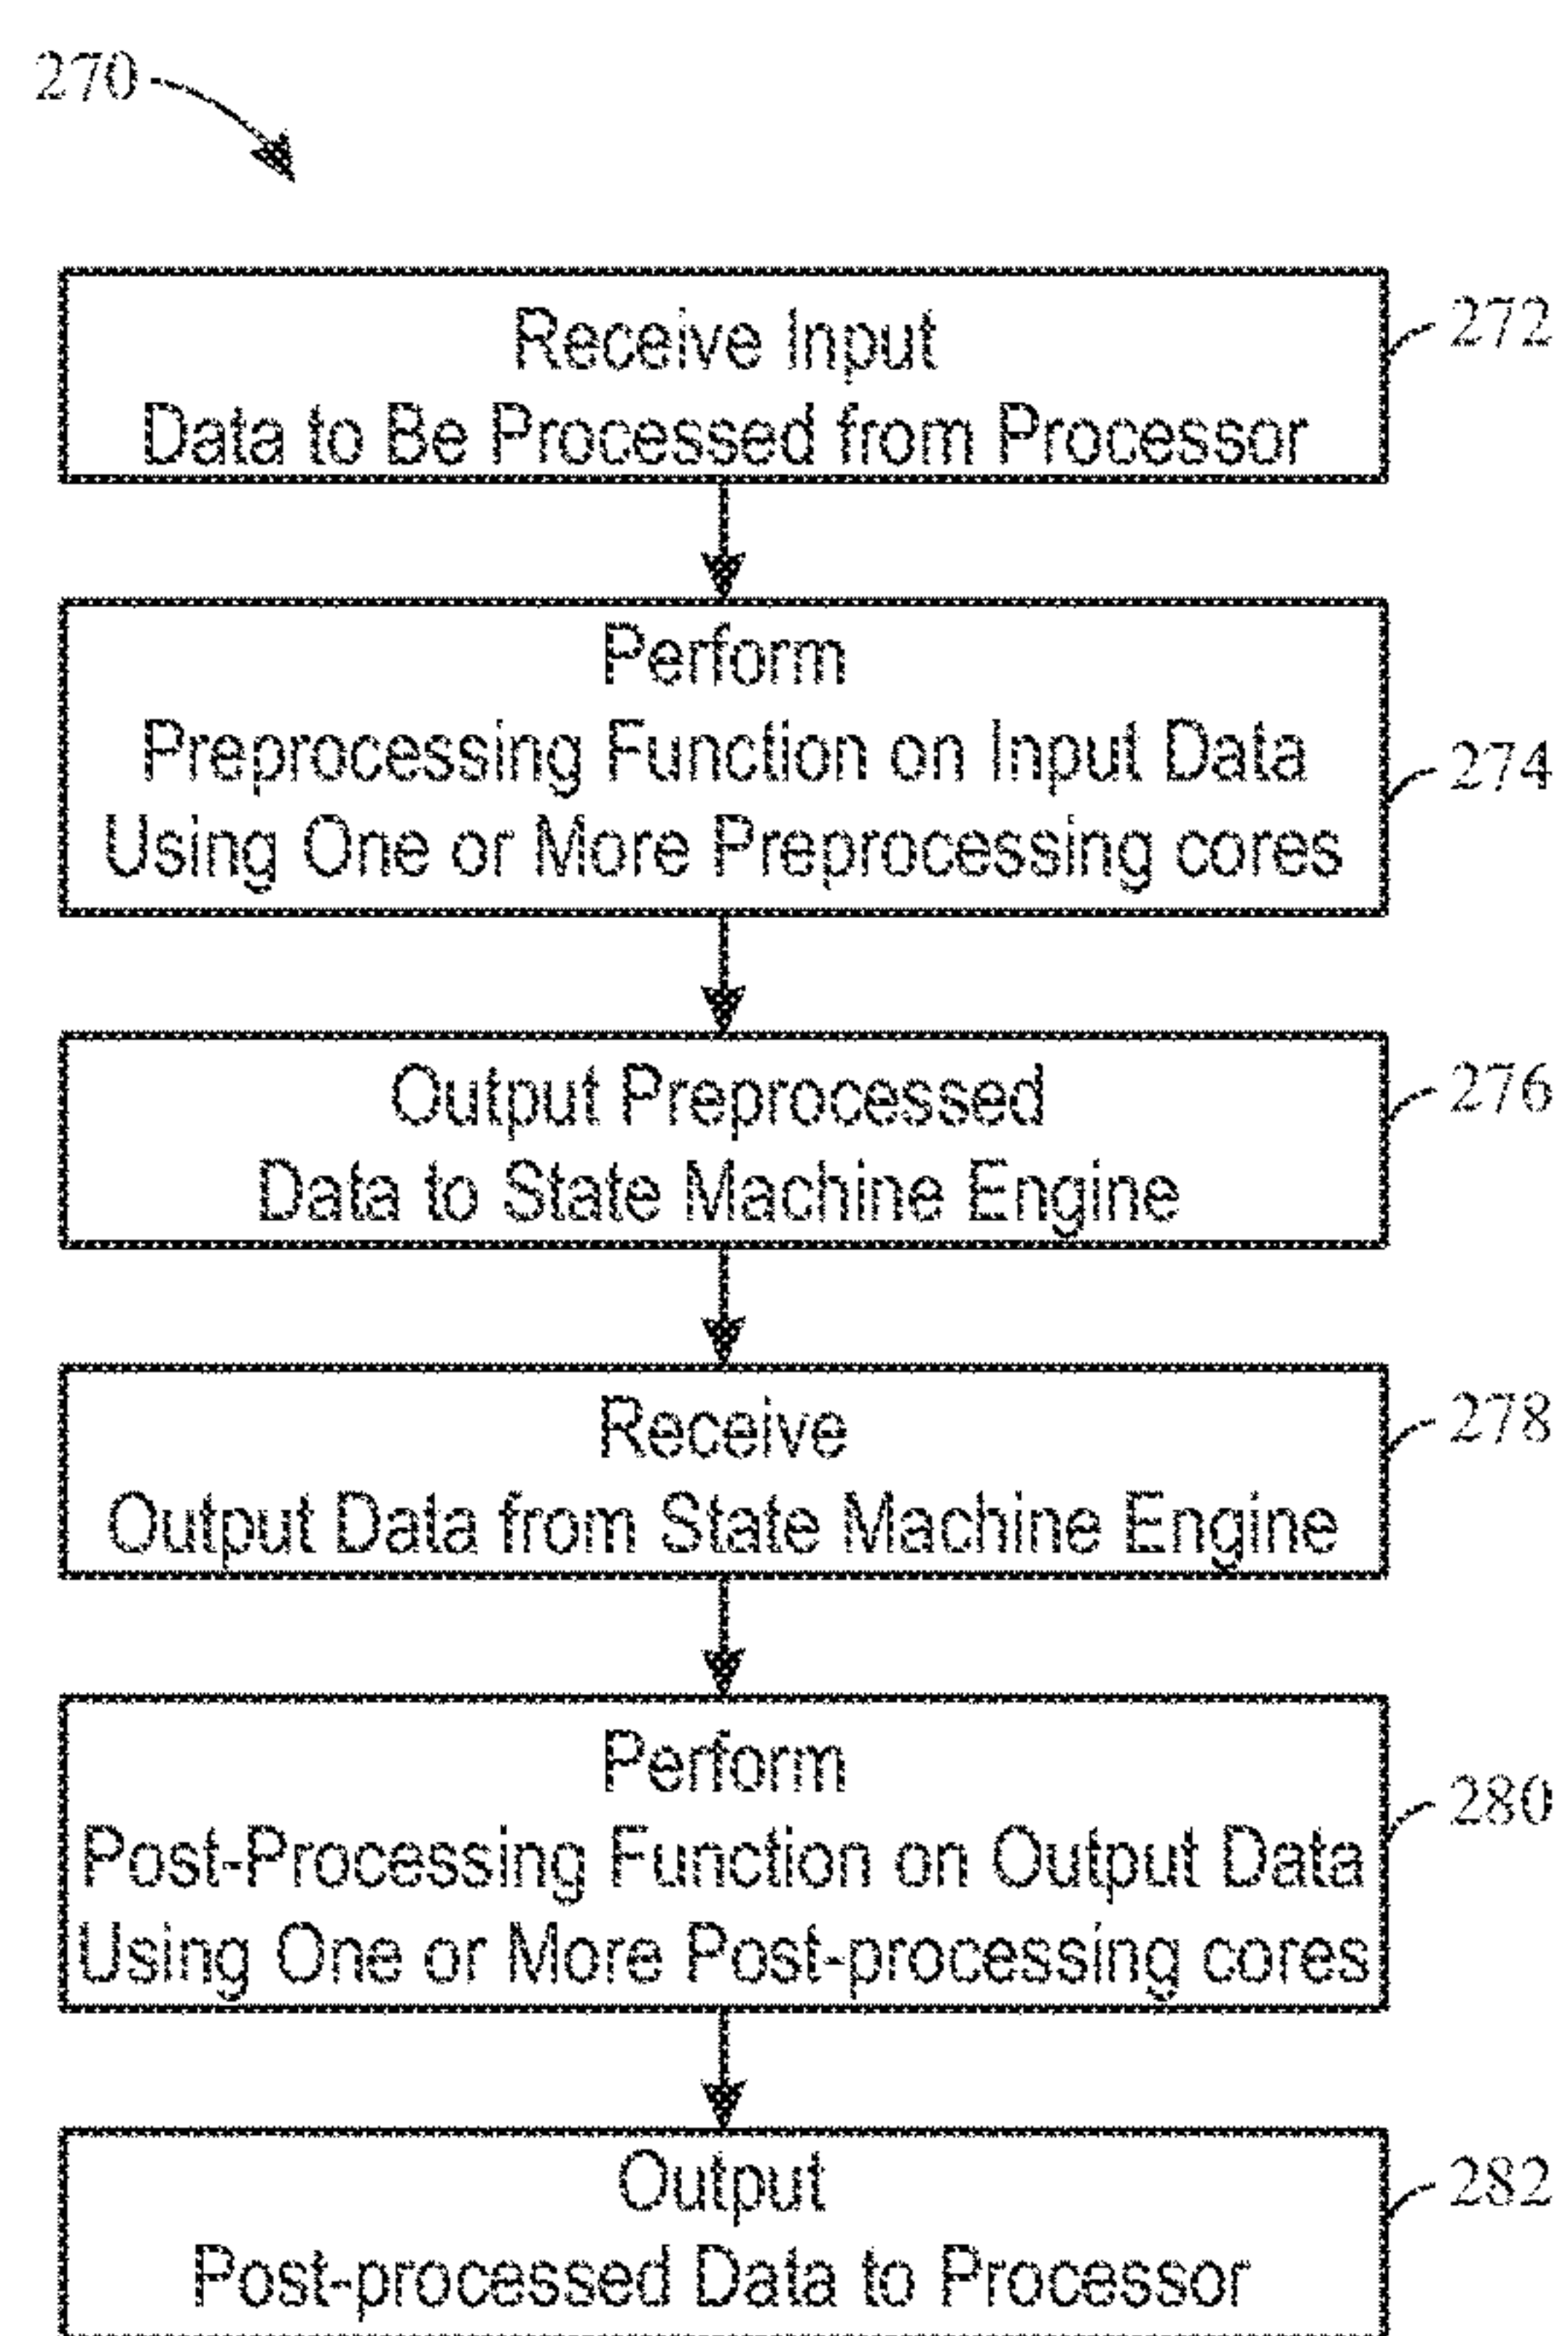 270
Receive Input
Data to Be Processed from Processor
272
Perform
Preprocessing Function on Input Data
Using One or More Preprocessing cores
274
Output Preprocessed
Data to State Machine Engine
276
Receive
Output Data from State Machine Engine
278
Perform
Post-Processing Function on Output Data
Using One or More Post-processing cores
280
Output
Post-processed Data to Processor
282